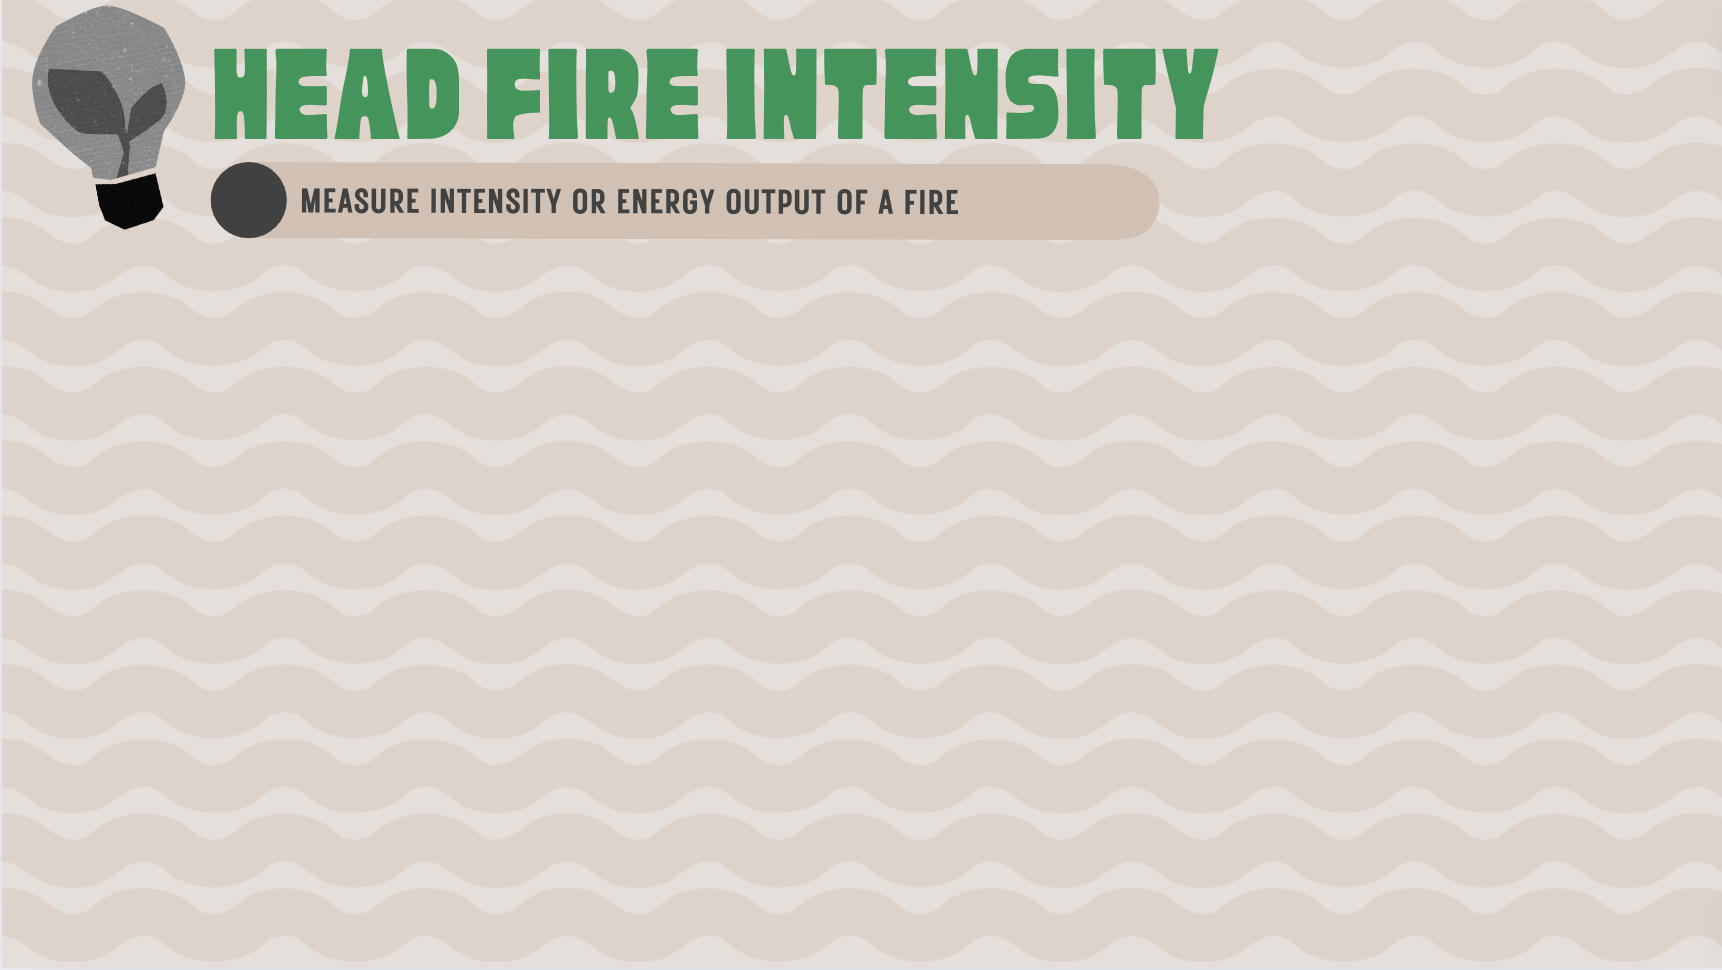 HEAD FIRE INTENSITY
MEASURE INTENSITY OR ENERGY OUTPUT OF A FIRE